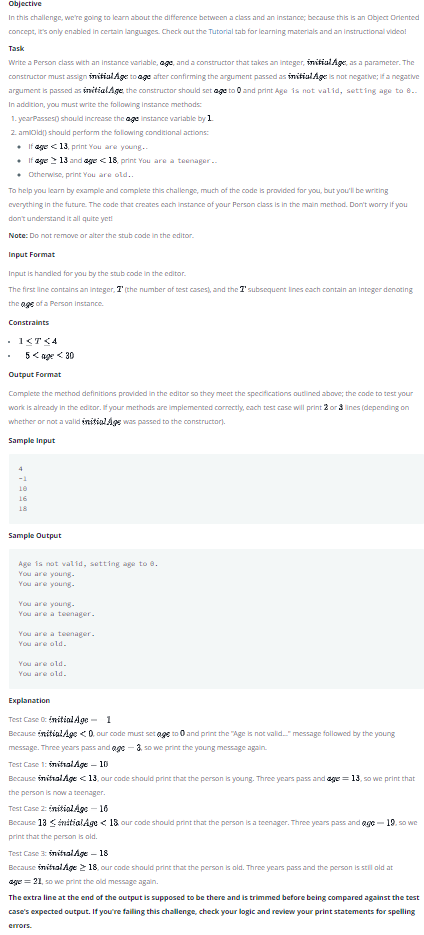 Objective
In this challenge, we're going to learn about the difference between a class and an instance; because this is an Object Oriented
concept, it's only enabled in certain languages. Check out the Tutorial tab for learning materials and an instructional video!
Task
Write a Person class with an instance variable, age, and a constructor that takes an integer, initialAge, as a parameter. The
constructor must assign initialAge to age after confirming the argument passed as initialAge is not negative; if a negative
argument is passed as initialAge, the constructor should set age to 0 and print Age is not valid, setting age to 0..
In addition, you must write the following instance methods:
1. yearPasses() should increase the age instance variable by 1.
2. amIOld() should perform the following conditional actions:
• If age < 13, print You are young..
• If age ≥ 13 and age < 18, print You are a teenager..
• Otherwise, print You are old..
To help you learn by example and complete this challenge, much of the code is provided for you, but you'll be writing
everything in the future. The code that creates each instance of your Person class is in the main method. Don't worry if you
don't understand it all quite yet!
Note: Do not remove or alter the stub code in the editor.
Input Format
Input is handled for you by the stub code in the editor.
The first line contains an integer, T (the number of test cases), and the T subsequent lines each contain an integer denoting
the age of a Person instance.
Constraints
• 1 ≤ T ≤ 4
• 5 < age < 30
Output Format
Complete the method definitions provided in the editor so they meet the specifications outlined above; the code to test your
work is already in the editor. If your methods are implemented correctly, each test case will print 2 or 3 lines (depending on
whether or not a valid initialAge was passed to the constructor).
Sample Input
4
-1
10
16
18
Sample Output
Age is not valid, setting age to 0.
You are young.
You are young.
You are young.
You are a teenager.
You are a teenager.
You are old.
You are old.
You are old.
Explanation
Test Case 0: initialAge = 1
Because initialAge < 0, our code must set age to 0 and print the "Age is not valid..." message followed by the young
message. Three years pass and age = 3, so we print the young message again.
Test Case 1: initialAge = 10
Because initialAge < 13, our code should print that the person is young. Three years pass and age = 13, so we print that
the person is now a teenager.
Test Case 2: initialAge = 16
Because 13 ≤ initialAge < 18, our code should print that the person is a teenager. Three years pass and age = 19, so we
print that the person is old.
Test Case 3: initialAge = 18
Because initialAge ≥ 18, our code should print that the person is old. Three years pass and the person is still old at
age = 21, so we print the old message again.
The extra line at the end of the output is supposed to be there and is trimmed before being compared against the test
case's expected output. If you're failing this challenge, check your logic and review your print statements for spelling
errors.